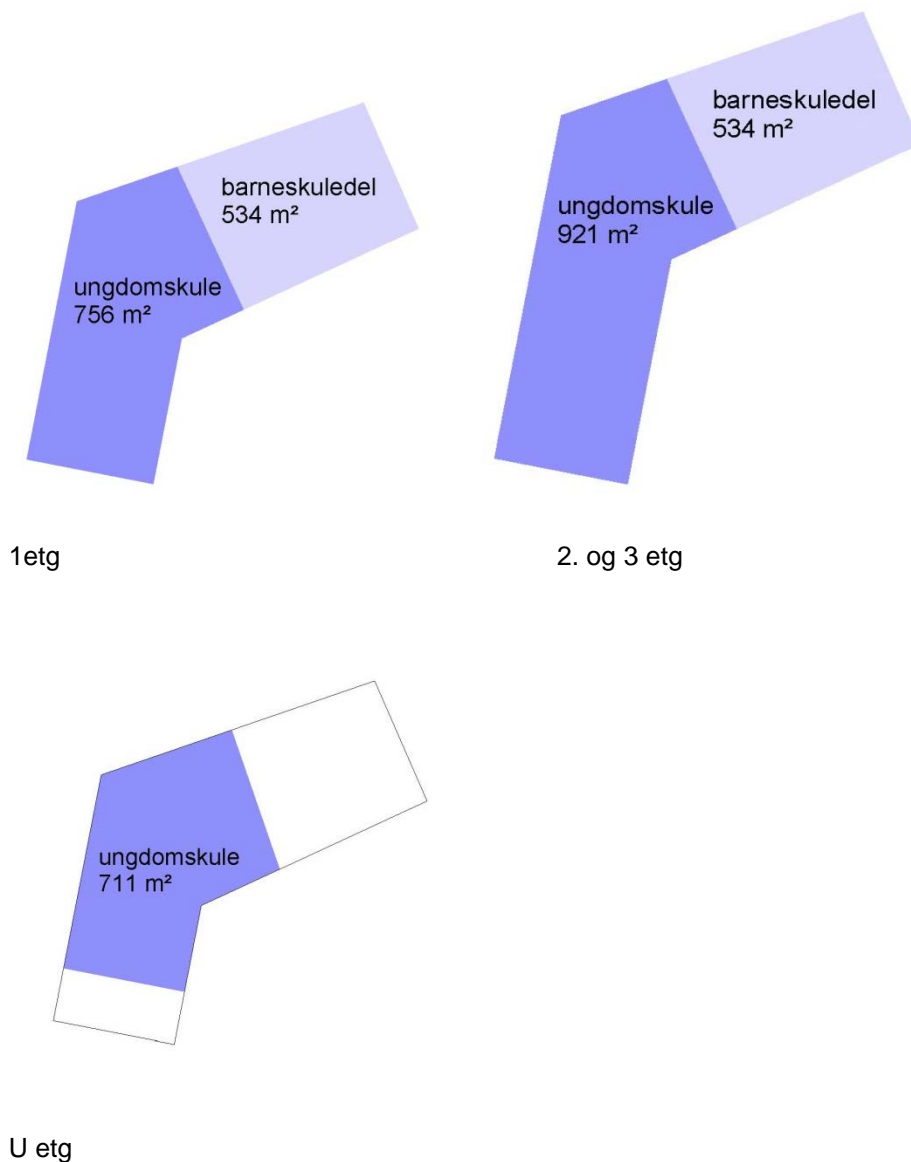 barneskuledel
534 m²
ungdomskule
756 m²
1etg
barneskuledel
534 m²
ungdomskule
921 m²
2. og 3 etg
ungdomskule
711 m²
U etg